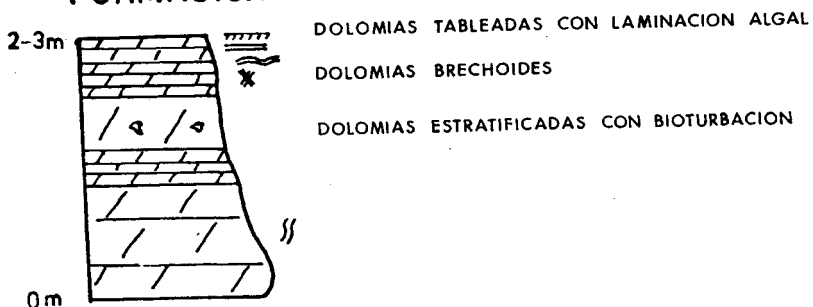 2-3m
DOLOMIAS TABLEADAS CON LAMINACION ALGAL
DOLOMIAS BRECHOIDES
DOLOMIAS ESTRATIFICADAS CON BIOTURBACION
0m